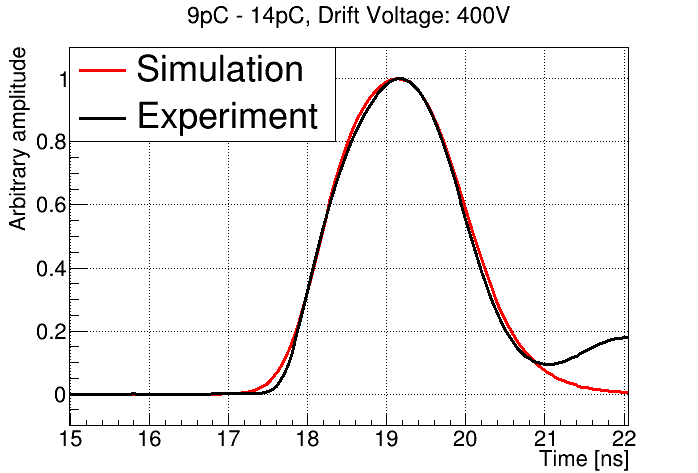 9pC - 14pC, Drift Voltage: 400V
Arbitrary amplitude
Simulation
Experiment
1
0.8
0.6
0.4
0.2
0
15 16 17 18 19 20 21 22
Time [ns]